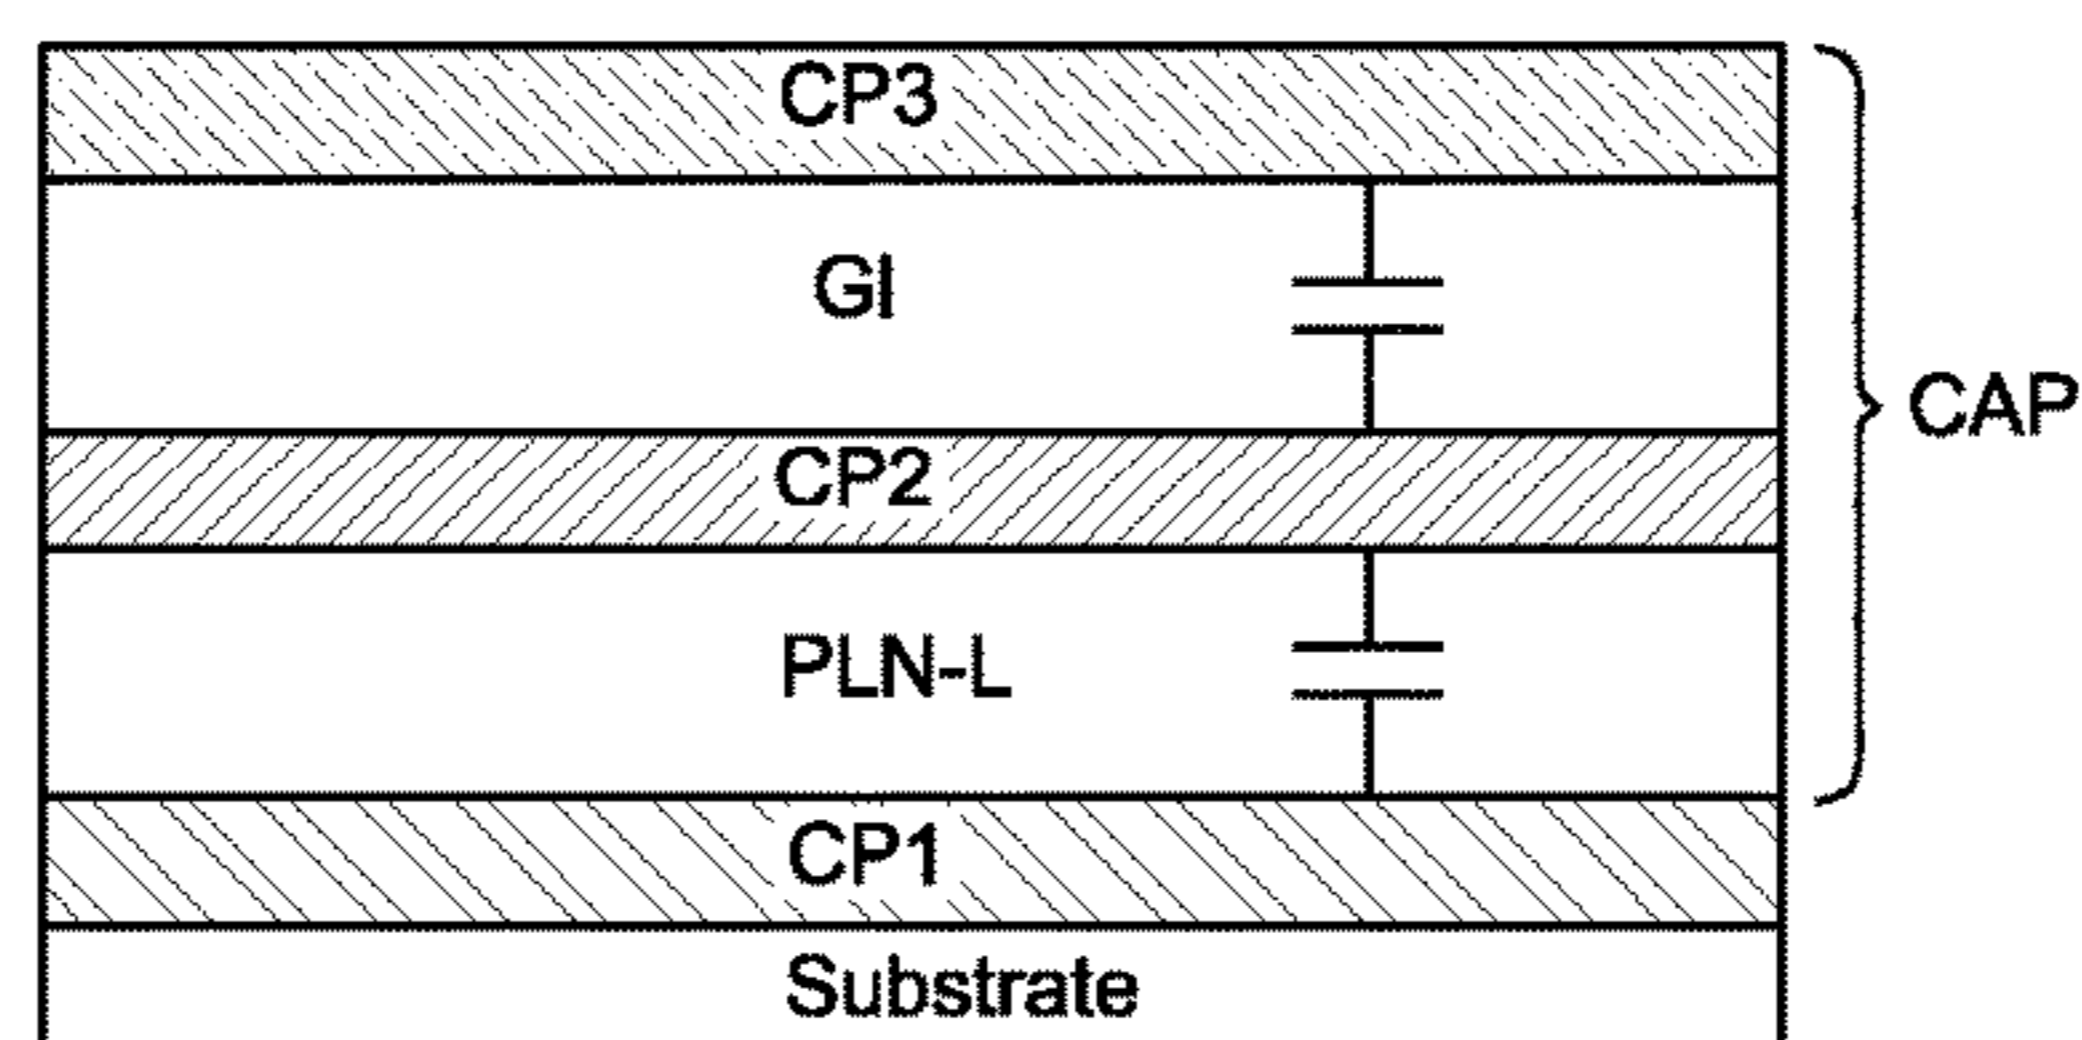 CP3
GI
CP2
CAP
PLN-L
CP1
Substrate